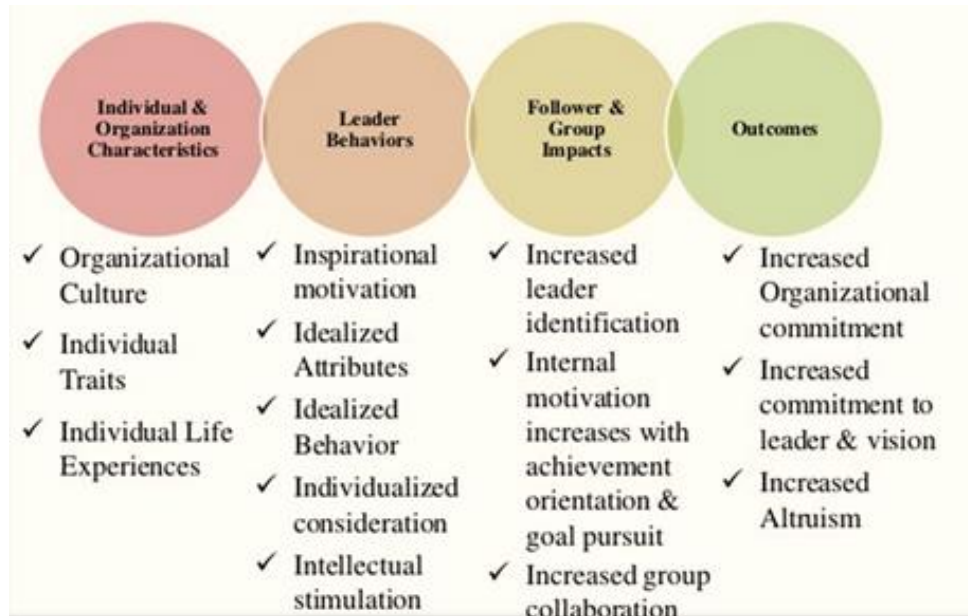 Individual &
Organization
Characteristics
Leader
Behaviors
Follower &
Group
Impacts
Outcomes
✓ Organizational
Culture
✓ Individual
Traits
✓ Individual Life
Experiences
✓ Inspirational
motivation
✓ Idealized
Attributes
✓ Idealized
Behavior
✓ Individualized
consideration
✓ Intellectual
stimulation
✓ Increased
leader
identification
✓ Internal
motivation
increases with
achievement
orientation &
goal pursuit
✓ Increased group
collaboration
✓ Increased
Organizational
commitment
✓ Increased
commitment to
leader & vision
✓ Increased
Altruism